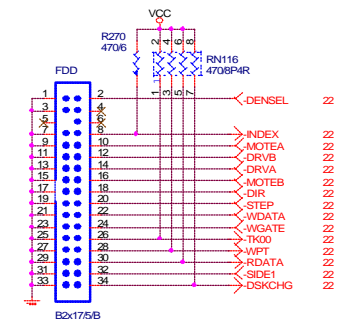 VCC
R270
470/6
2 4 6 8
RN116
470/8P4R
1 3 5 7
FDD
1 2 -DENSEL 22
3 4
5 6
7 8 -INDEX 22
9 10 -MOTEA 22
11 12 -DRVB 22
13 14 -DRVA 22
15 16 -MOTEB 22
17 18 -DIR 22
19 20 -STEP 22
21 22 -WDATA 22
23 24 -WGATE 22
25 26 -TK00 22
27 28 -WPT 22
29 30 -RDATA 22
31 32 -SIDE1 22
33 34 -DSKCHG 22
B2x17/5/B